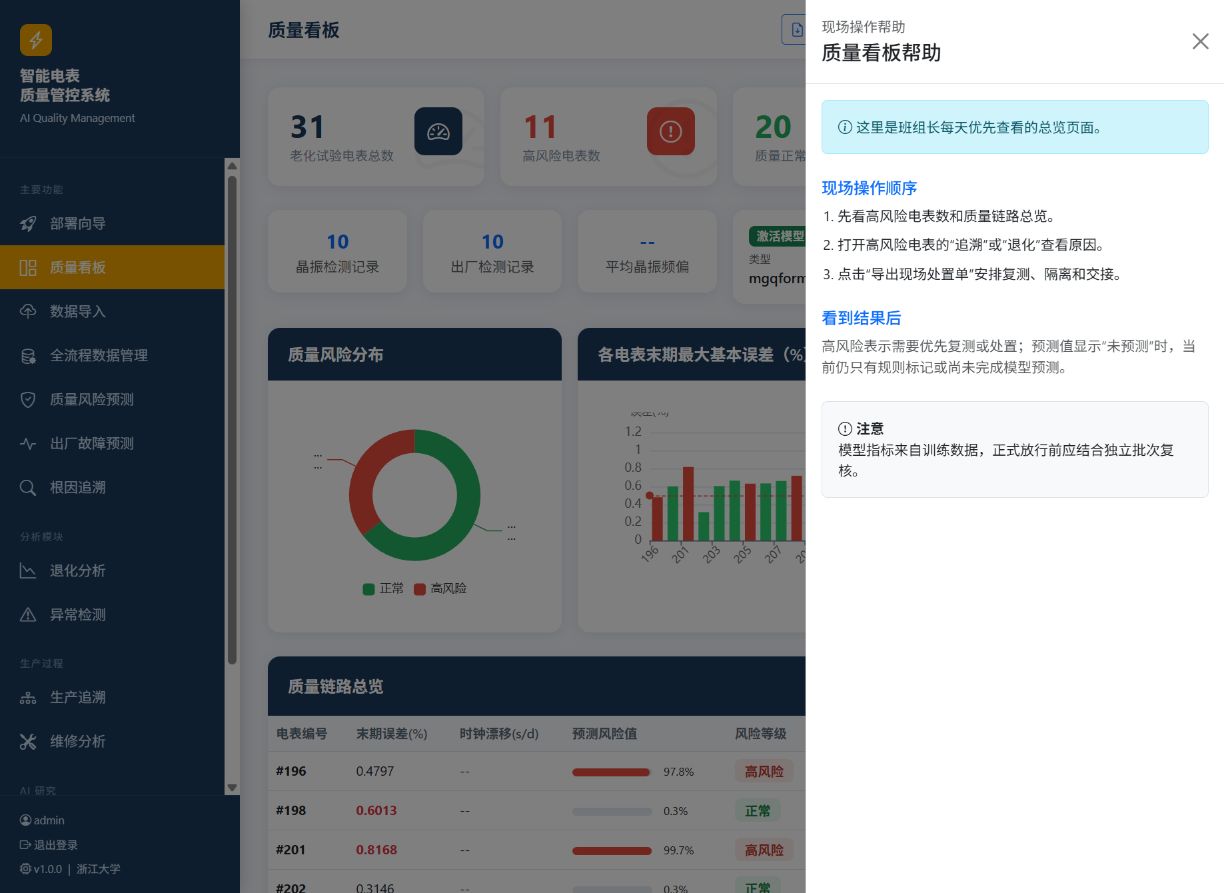 智能电表
质量管控系统
AI Quality Management
主要功能
部署向导
质量看板
数据导入
全流程数据管理
质量风险预测
出厂故障预测
根因追溯
分析模块
退化分析
异常检测
生产过程
生产追溯
维修分析
AI 研究
admin
退出登录
v1.0.0 | 浙江大学
质量看板
31
老化试验电表总数
11
高风险电表数
20
质量正常
10
晶振检测记录
10
出厂检测记录
--
平均晶振频偏
激活模型
类型
mgqform
质量风险分布
...
...
...
...
正常 高风险
各电表末期最大基本误差（%）
1.2
1
0.8
0.6
0.4
0.2
0
196 201 203 205 207
质量链路总览
电表编号 末期误差(%) 时钟漂移(s/d) 预测风险值 风险等级
#196 0.4797 -- 97.8% 高风险
#198 0.6013 -- 0.3% 正常
#201 0.8168 -- 99.7% 高风险
#202 0.3146 -- 0.3% 正常
现场操作帮助
质量看板帮助
这里是班组长每天优先查看的总览页面。
现场操作顺序
1. 先看高风险电表数和质量链路总览。
2. 打开高风险电表的“追溯”或“退化”查看原因。
3. 点击“导出现场处置单”安排复测、隔离和交接。
看到结果后
高风险表示需要优先复测或处置；预测值显示“未预测”时，当
前仍只有规则标记或尚未完成模型预测。
注意
模型指标来自训练数据，正式放行前应结合独立批次复
核。